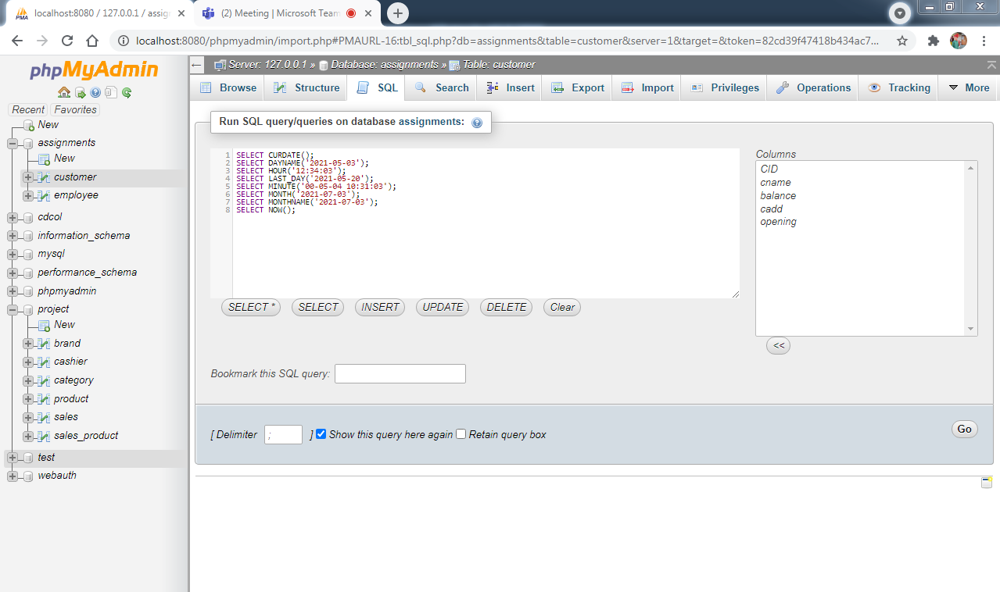 localhost:8080 / 127.0.0.1 / assig
(2) Meeting | Microsoft Team
localhost:8080/phpmyadmin/import.php#PMAURL-16:tbl_sql.php?db=assignments&table=customer&server=1&target=&token=82cd39f47418b434ac7...
phpMyAdmin
Recent Favorites
New
assignments
New
customer
employee
cdcol
information_schema
mysql
performance_schema
phpmyadmin
project
New
brand
cashier
category
product
sales
sales_product
test
webauth
Server: 127.0.0.1 » Database: assignments » Table: customer
Browse Structure SQL Search Insert Export Import Privileges Operations Tracking More
Run SQL query/queries on database assignments:
1 SELECT CURDATE();
2 SELECT DAYNAME('2021-05-03');
3 SELECT HOUR('12:34:03');
4 SELECT LAST_DAY('2021-05-20');
5 SELECT MINUTE('00-05-04 10:31:03');
6 SELECT MONTH('2021-07-03');
7 SELECT MONTHNAME('2021-07-03');
8 SELECT NOW();
SELECT * SELECT INSERT UPDATE DELETE Clear
Columns
CID
cname
balance
cadd
opening
<<
Bookmark this SQL query:
[ Delimiter ; ] Show this query here again Retain query box
Go